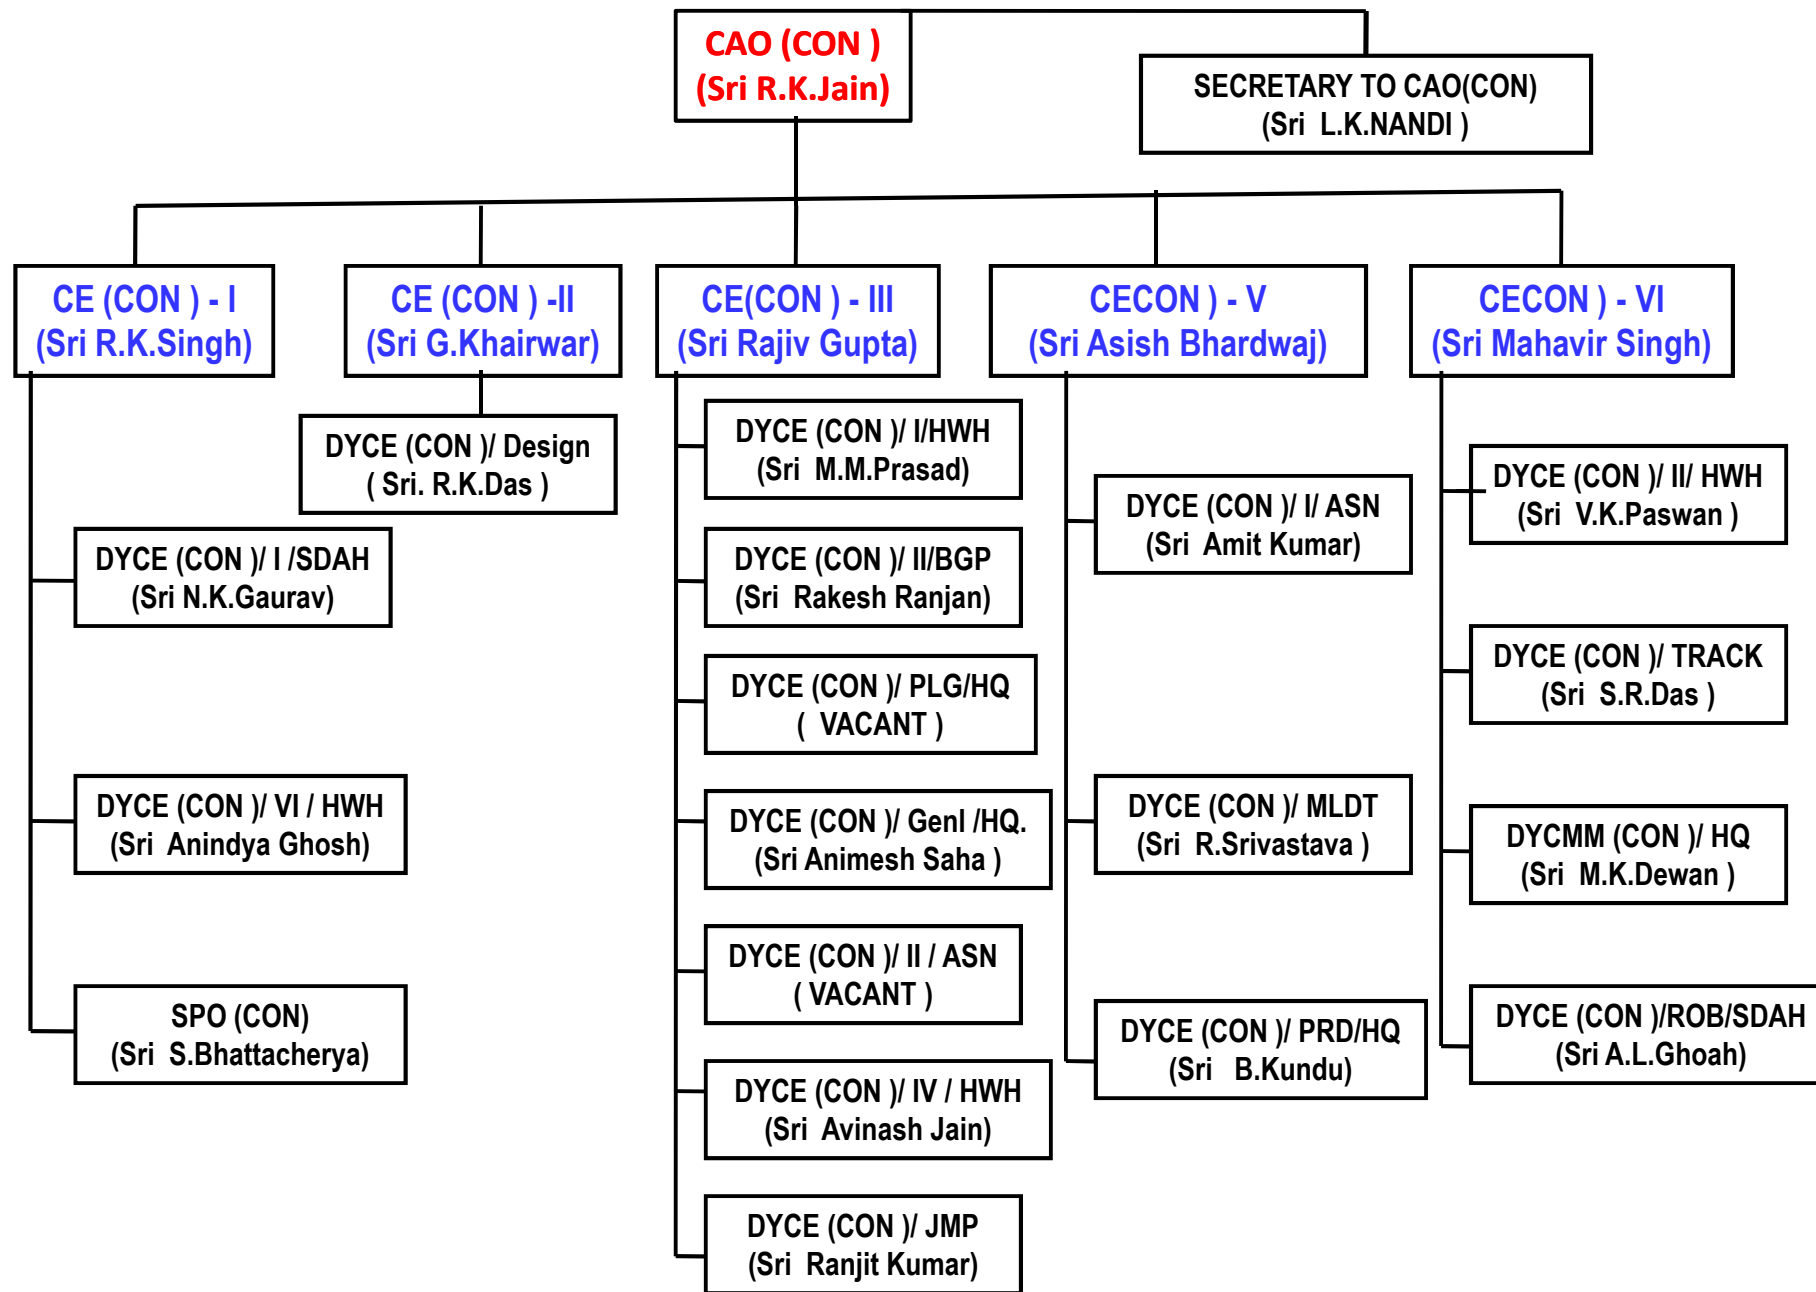 CAO (CON )
(Sri R.K.Jain)
SECRETARY TO CAO(CON)
(Sri L.K.NANDI )
CE (CON ) - I
(Sri R.K.Singh)
CE (CON ) -II
(Sri G.Khairwar)
CE(CON ) - III
(Sri Rajiv Gupta)
CECON ) - V
(Sri Asish Bhardwaj)
CECON ) - VI
(Sri Mahavir Singh)
DYCE (CON )/ I /SDAH
(Sri N.K.Gaurav)
DYCE (CON )/ VI / HWH
(Sri Anindya Ghosh)
SPO (CON)
(Sri S.Bhattacherya)
DYCE (CON )/ Design
( Sri. R.K.Das )
DYCE (CON )/ I/HWH
(Sri M.M.Prasad)
DYCE (CON )/ II/BGP
(Sri Rakesh Ranjan)
DYCE (CON )/ PLG/HQ
( VACANT )
DYCE (CON )/ Genl /HQ.
(Sri Animesh Saha )
DYCE (CON )/ II / ASN
( VACANT )
DYCE (CON )/ IV / HWH
(Sri Avinash Jain)
DYCE (CON )/ JMP
(Sri Ranjit Kumar)
DYCE (CON )/ I/ ASN
(Sri Amit Kumar)
DYCE (CON )/ MLDT
(Sri R.Srivastava )
DYCE (CON )/ PRD/HQ
(Sri B.Kundu)
DYCE (CON )/ II/ HWH
(Sri V.K.Paswan )
DYCE (CON )/ TRACK
(Sri S.R.Das )
DYCMM (CON )/ HQ
(Sri M.K.Dewan )
DYCE (CON )/ROB/SDAH
(Sri A.L.Ghoah)